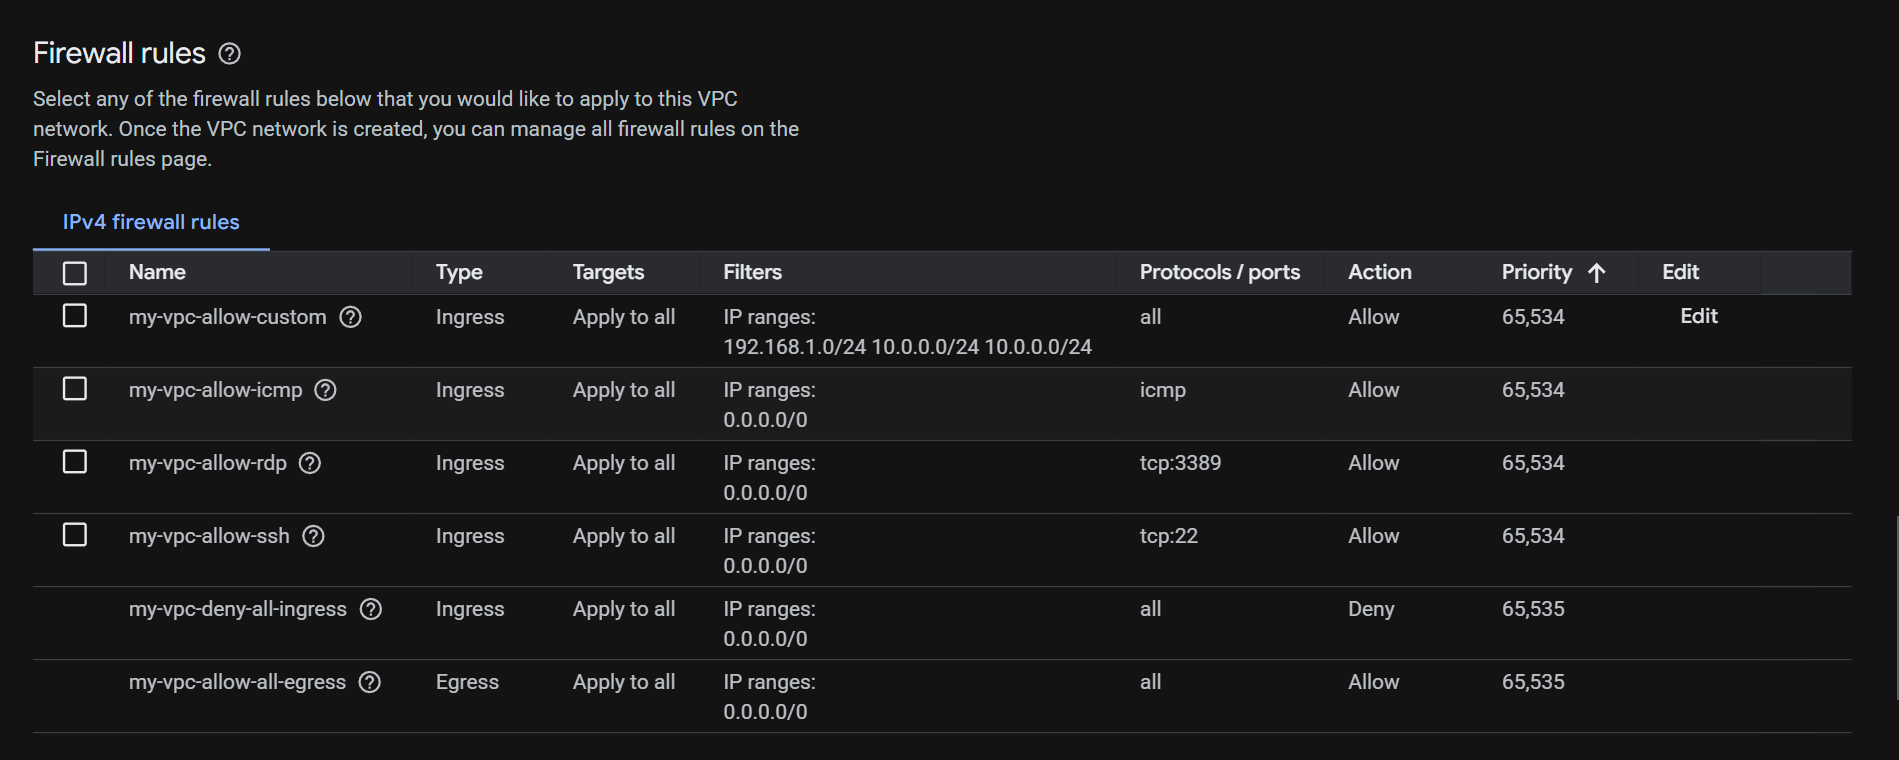 Firewall rules
Select any of the firewall rules below that you would like to apply to this VPC
network. Once the VPC network is created, you can manage all firewall rules on the
Firewall rules page.
IPv4 firewall rules
Name Type Targets Filters Protocols / ports Action Priority Edit
my-vpc-allow-custom Ingress Apply to all IP ranges: all Allow 65,534 Edit
192.168.1.0/24 10.0.0.0/24 10.0.0.0/24
my-vpc-allow-icmp Ingress Apply to all IP ranges: icmp Allow 65,534
0.0.0.0/0
my-vpc-allow-rdp Ingress Apply to all IP ranges: tcp:3389 Allow 65,534
0.0.0.0/0
my-vpc-allow-ssh Ingress Apply to all IP ranges: tcp:22 Allow 65,534
0.0.0.0/0
my-vpc-deny-all-ingress Ingress Apply to all IP ranges: all Deny 65,535
0.0.0.0/0
my-vpc-allow-all-egress Egress Apply to all IP ranges: all Allow 65,535
0.0.0.0/0